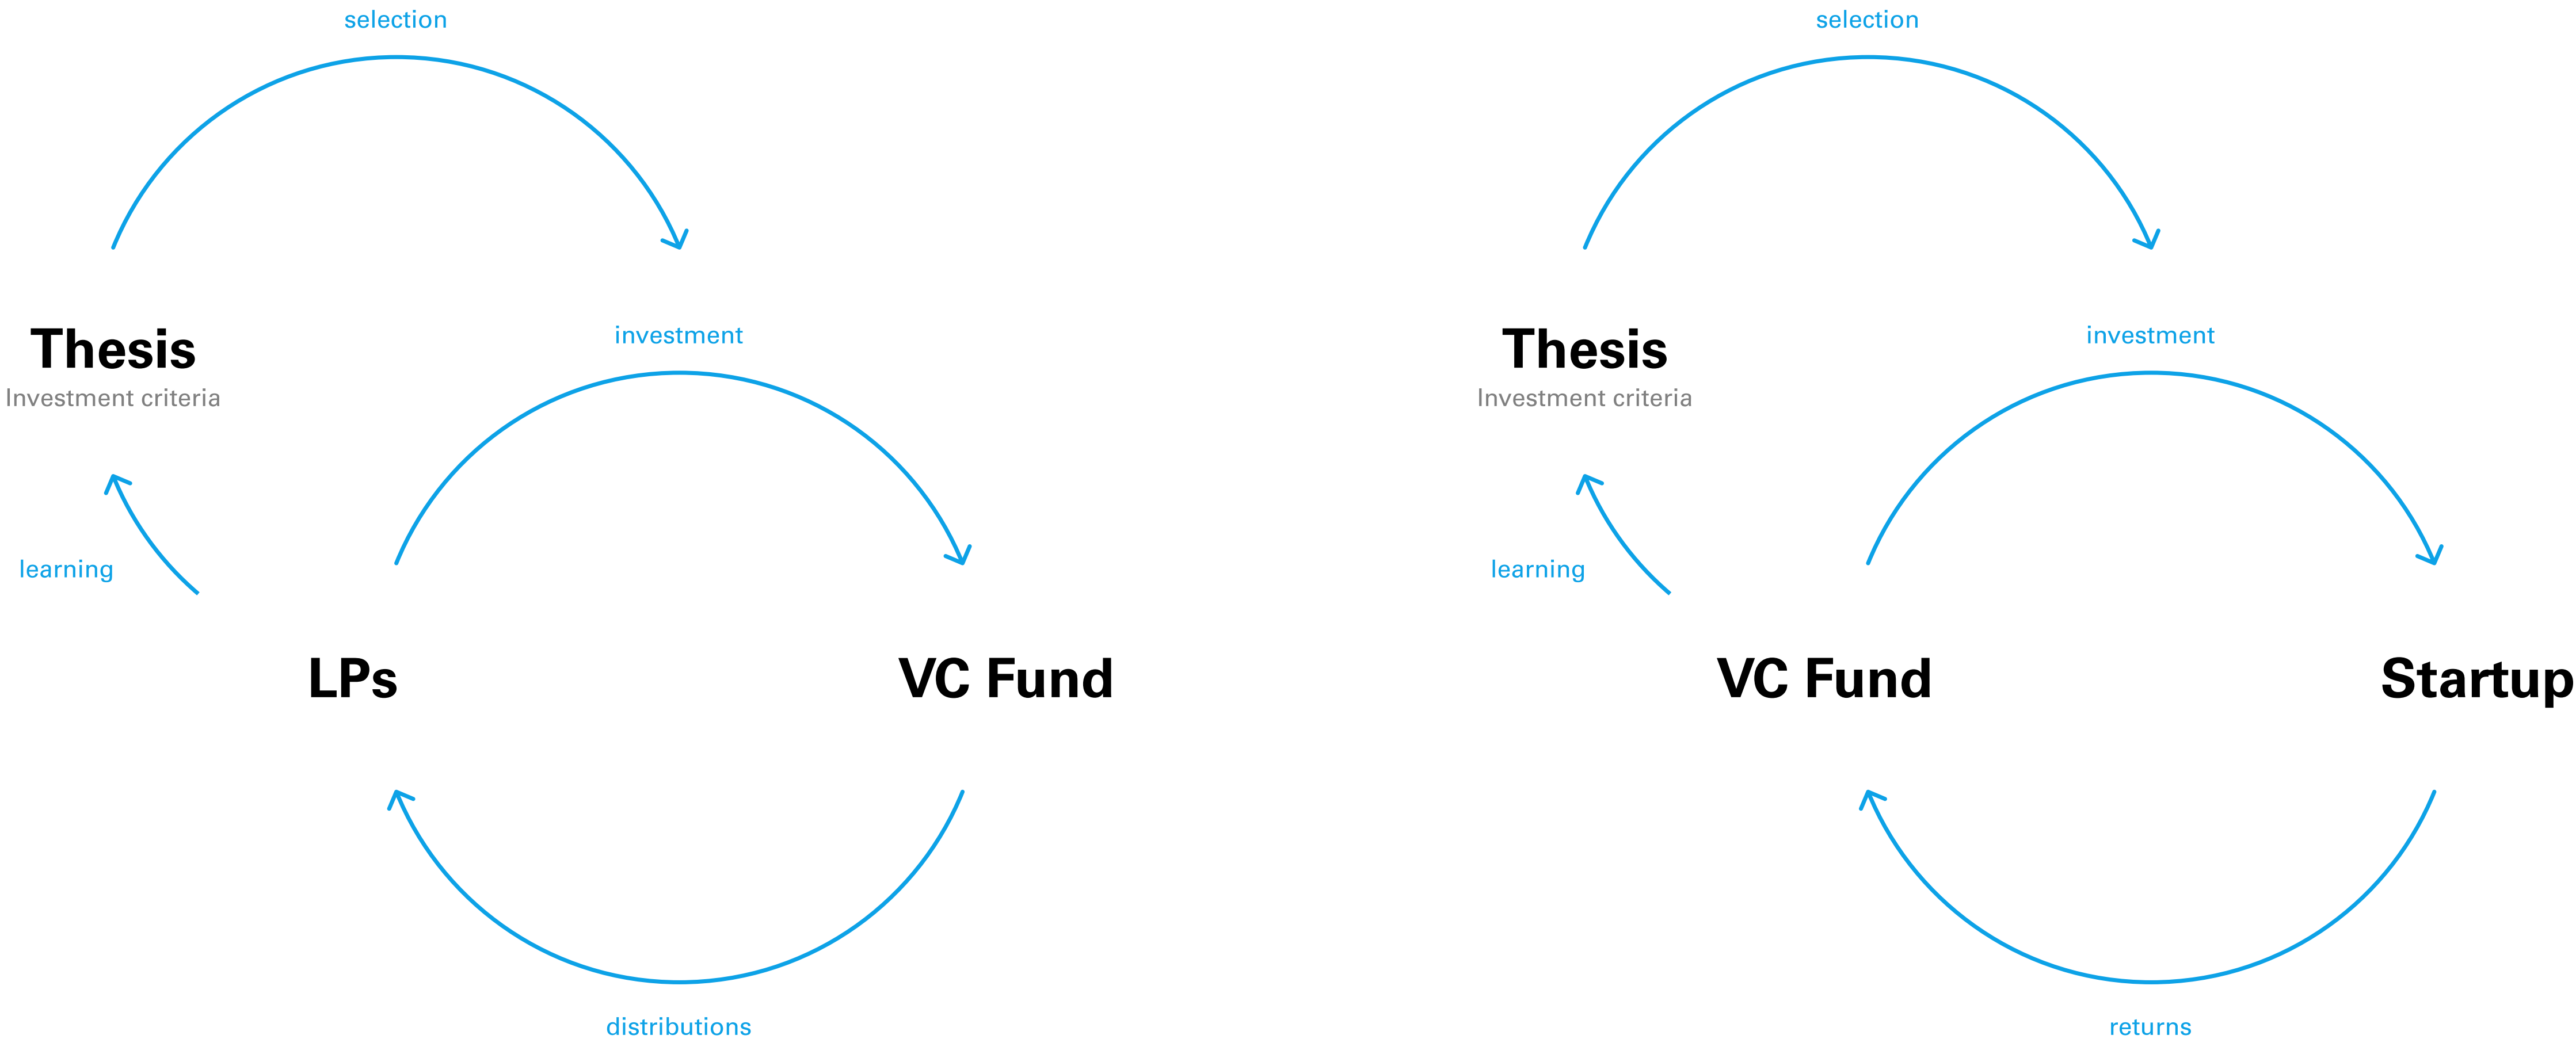 selection
investment
Thesis
Investment criteria
learning
LPs
VC Fund
distributions
selection
investment
Thesis
Investment criteria
learning
VC Fund
Startup
returns